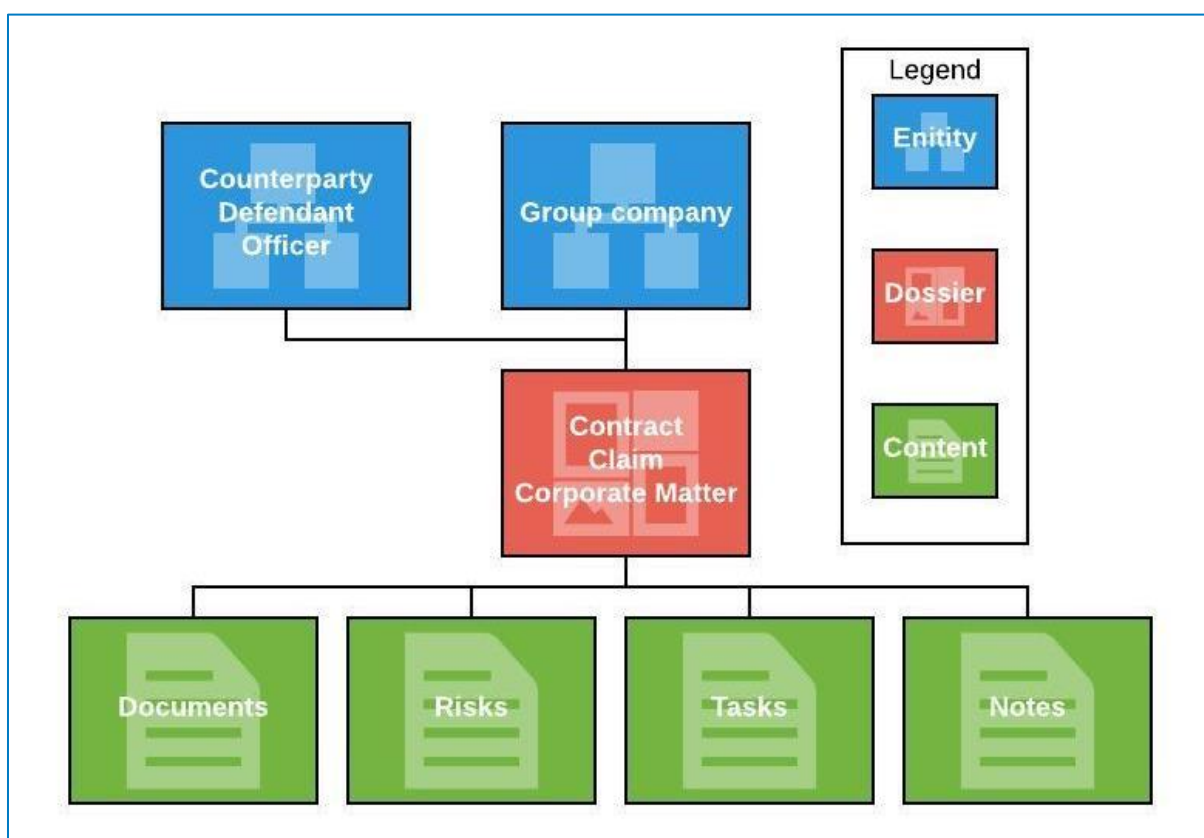 Legend
Enitity
Dossier
Content
Counterparty
Defendant
Officer
Group company
Contract
Claim
Corporate Matter
Documents
Risks
Tasks
Notes